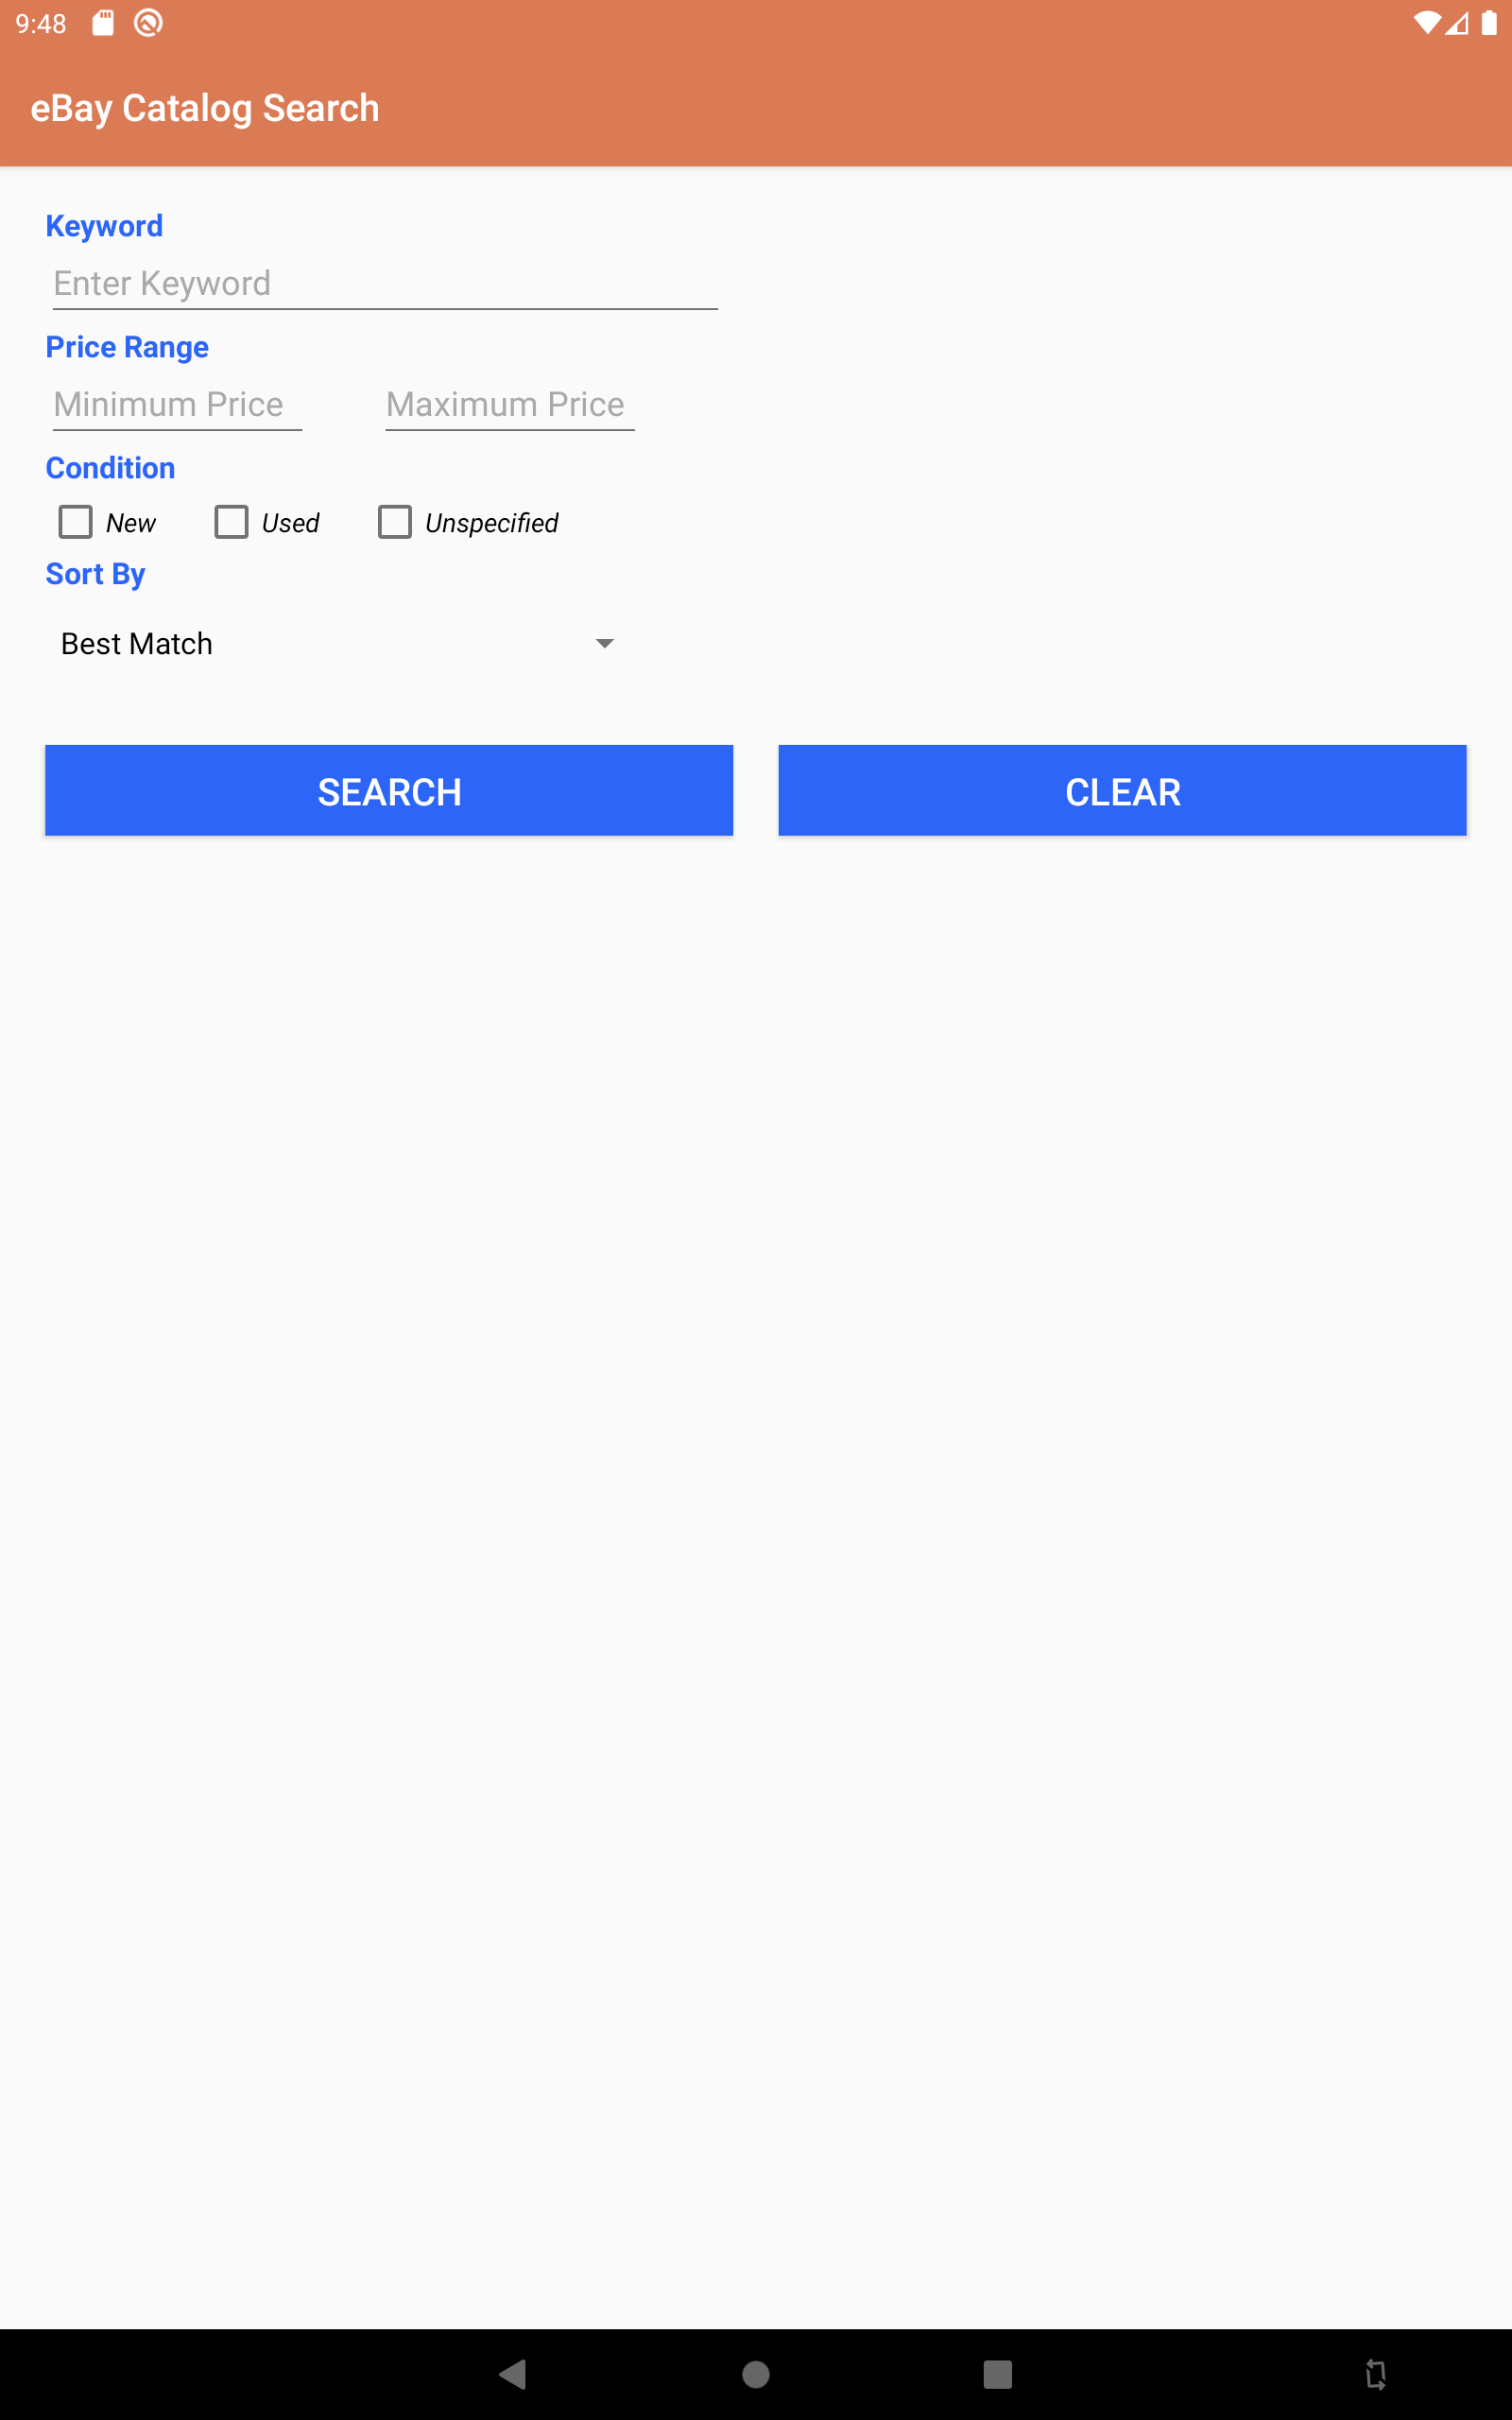 9:48
eBay Catalog Search
Keyword
Enter Keyword
Price Range
Minimum Price Maximum Price
Condition
New Used Unspecified
Sort By
Best Match
SEARCH CLEAR